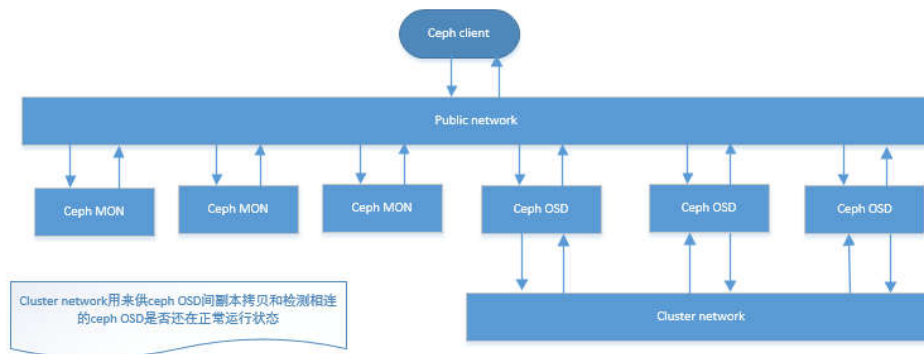 Ceph client
Public network
Ceph MON
Ceph MON
Ceph MON
Ceph OSD
Ceph OSD
Ceph OSD
Cluster network用来供ceph OSD间副本拷贝和检测相连
的ceph OSD是否还在正常运行状态
Cluster network